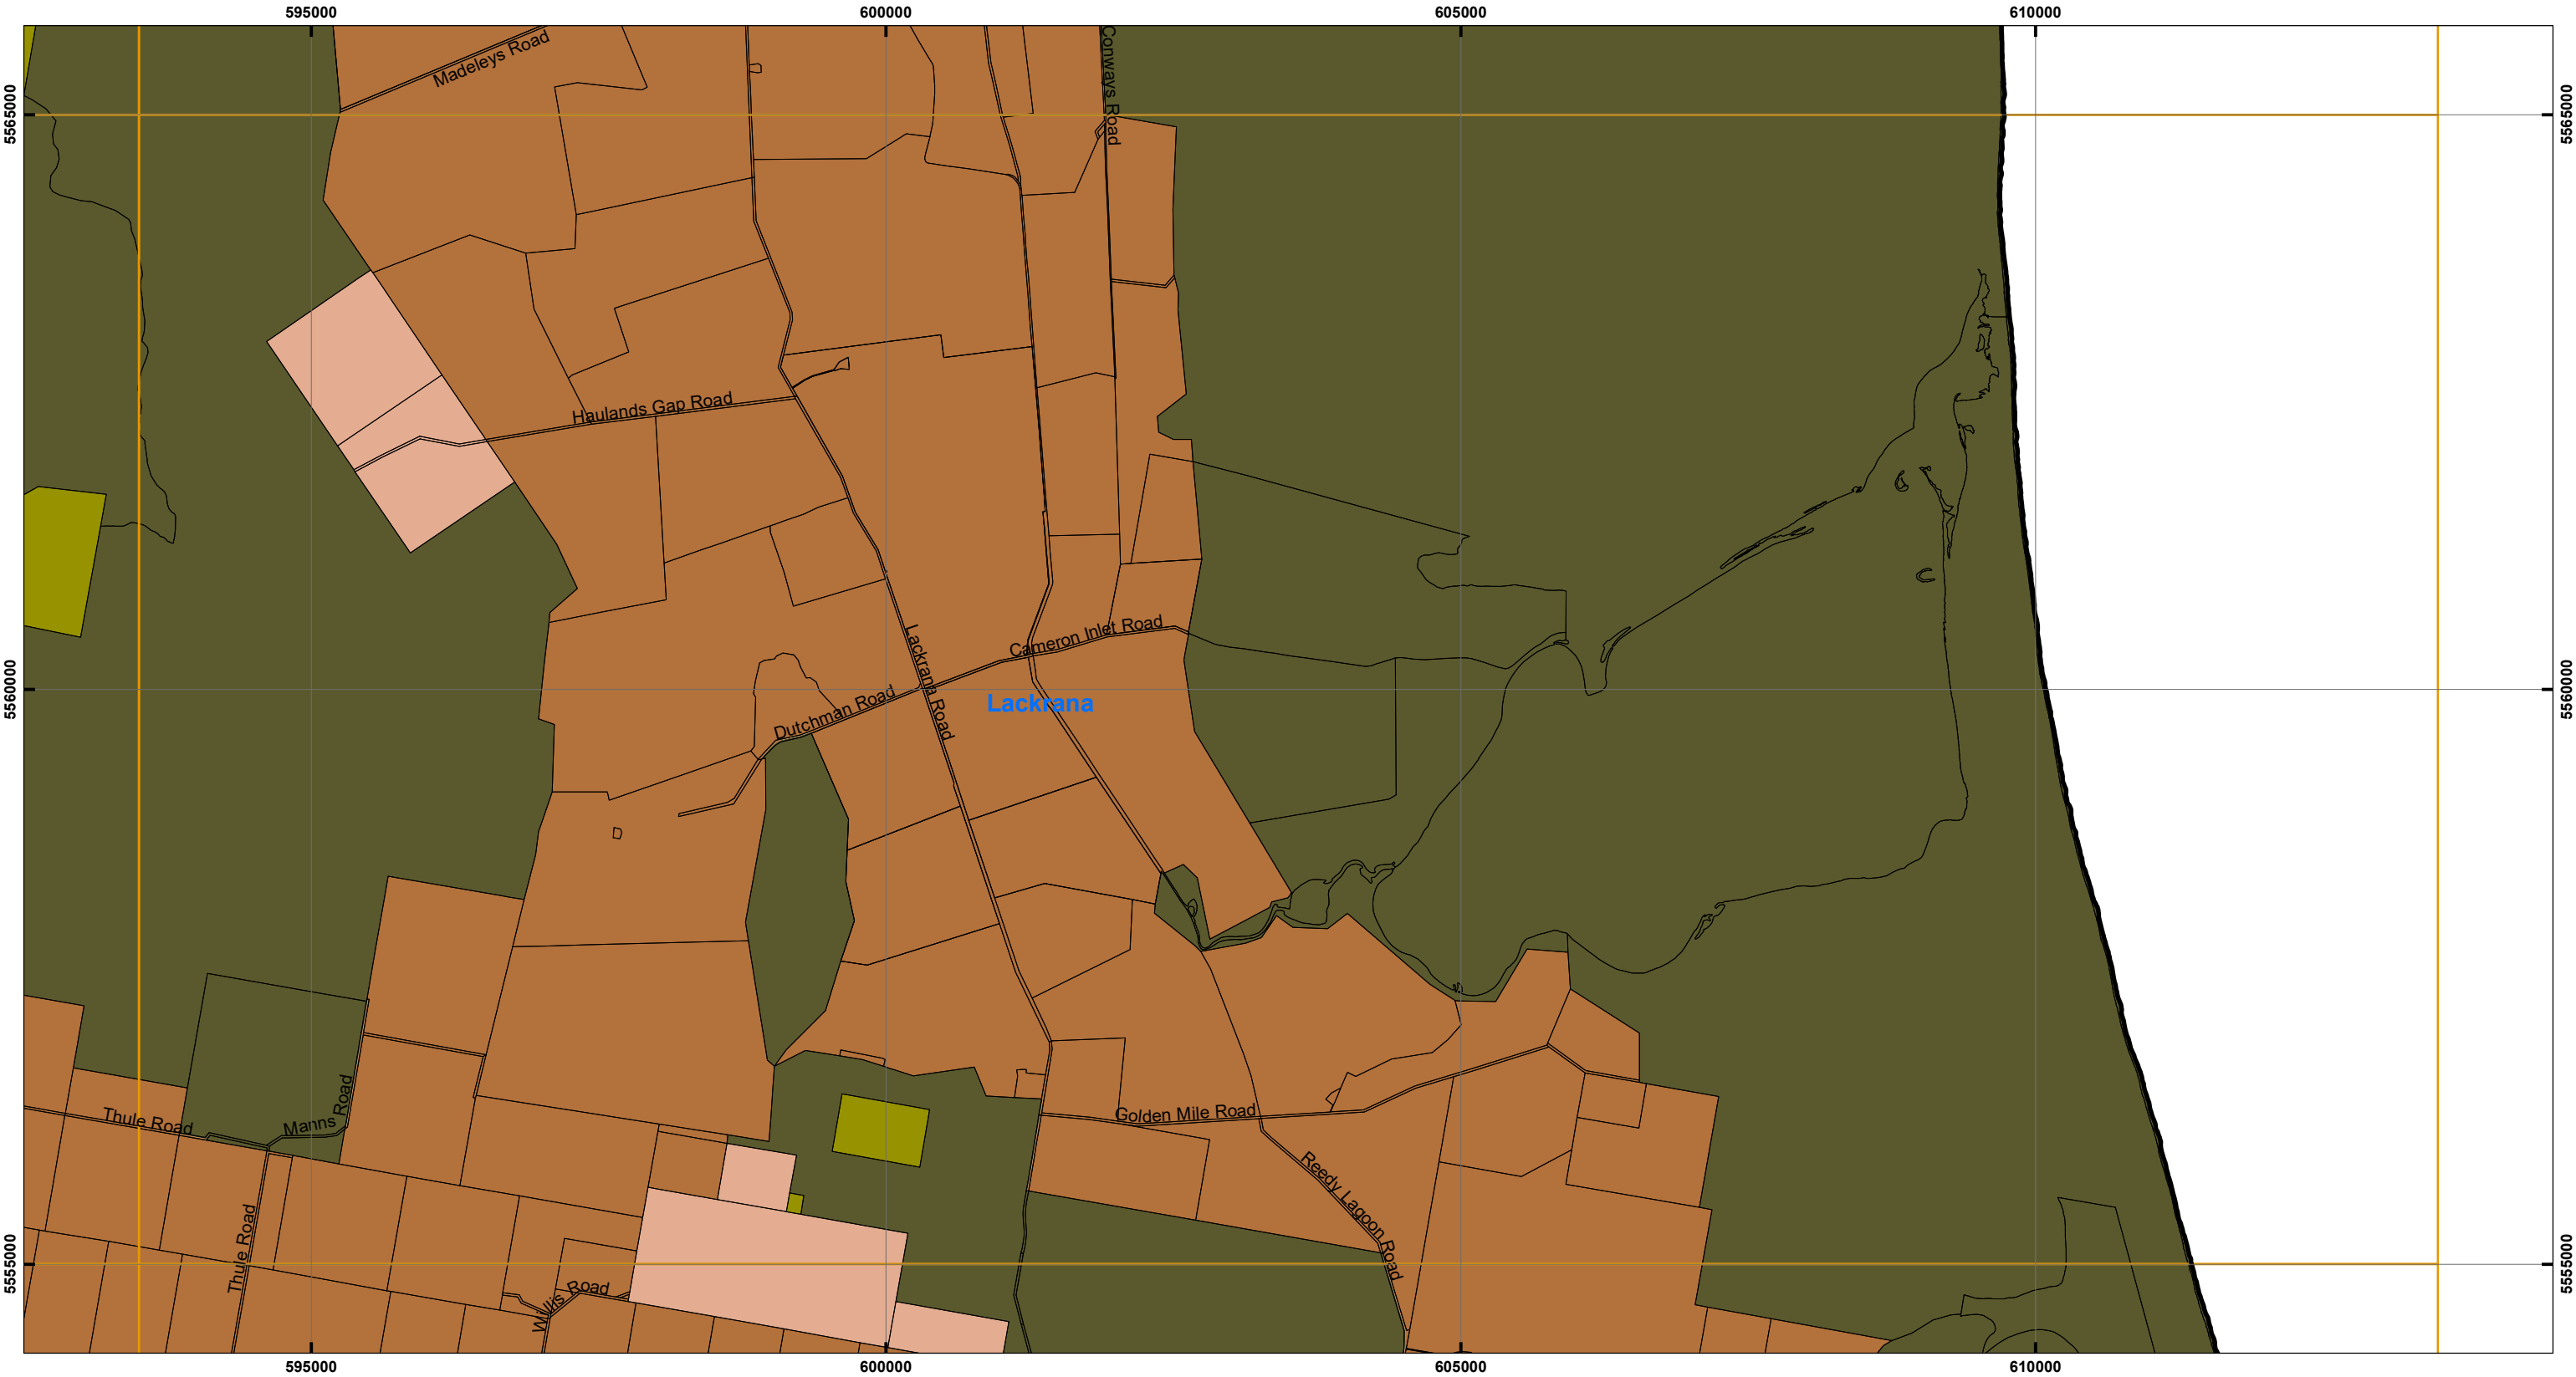 595000
600000
605000
610000
Madeleys Road
Conways Road
5565000
5565000
Haulands Gap Road
Cameron Inlet Road
Lackrana Road
5560000
5560000
Lackrana
Dutchman Road
Manns Road
Thule Road
Golden Mile Road
Reedy Lagoon Road
Thule Road
5555000
5555000
Willis Road
595000
600000
605000
610000